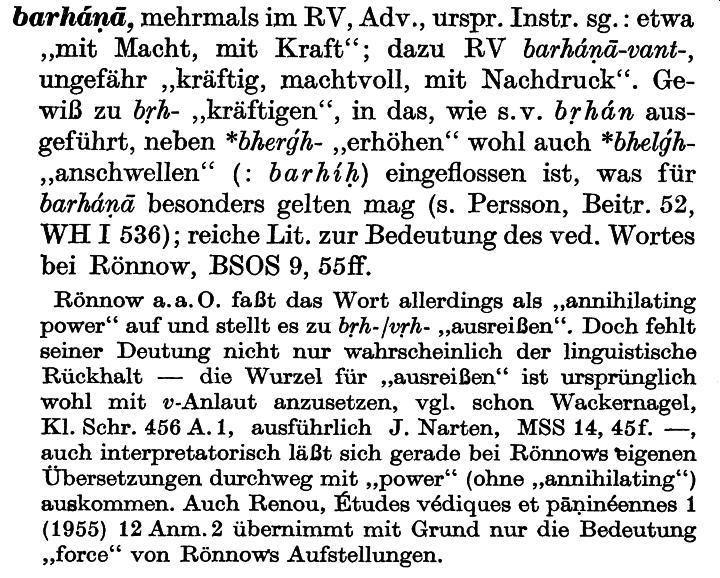 barháṇā, mehrmals im RV, Adv., urspr. Instr. sg.: etwa
„mit Macht, mit Kraft“; dazu RV barháṇā-vant-,
ungefähr „kräftig, machtvoll, mit Nachdruck“. Ge-
wiß zu bṛh- „kräftigen“, in das, wie s.v. bṛhán aus-
geführt, neben *bherǵh- „erhöhen“ wohl auch *bhelǵh-
„anschwellen“ (: barhíḥ) eingeflossen ist, was für
barháṇā besonders gelten mag (s. Persson, Beitr. 52,
WH I 536); reiche Lit. zur Bedeutung des ved. Wortes
bei Rönnow, BSOS 9, 55ff.
Rönnow a.a.O. faßt das Wort allerdings als „annihilating
power“ auf und stellt es zu bṛh-/vṛh- „ausreißen“. Doch fehlt
seiner Deutung nicht nur wahrscheinlich der linguistische
Rückhalt — die Wurzel für „ausreißen“ ist ursprünglich
wohl mit v-Anlaut anzusetzen, vgl. schon Wackernagel,
Kl. Schr. 456 A. 1, ausführlich J. Narten, MSS 14, 45f. —,
auch interpretatorisch läßt sich gerade bei Rönnows eigenen
Übersetzungen durchweg mit „power“ (ohne „annihilating“)
auskommen. Auch Renou, Études védiques et pāṇinéennes 1
(1955) 12 Anm. 2 übernimmt mit Grund nur die Bedeutung
„force“ von Rönnows Aufstellungen.